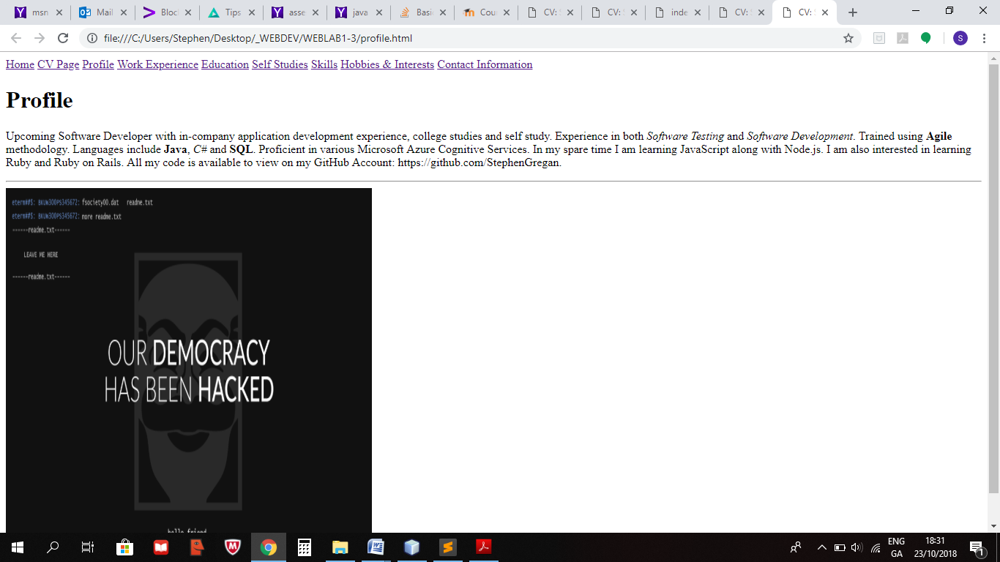 msn
Mail
Bloc
Tips
asse
java
Basi
Cou
CV:
CV:
inde
CV:
CV:
file:///C:/Users/Stephen/Desktop/_WEBDEV/WEBLAB1-3/profile.html
S
Home CV Page Profile Work Experience Education Self Studies Skills Hobbies & Interests Contact Information
Profile
Upcoming Software Developer with in-company application development experience, college studies and self study. Experience in both Software Testing and Software Development. Trained using Agile
methodology. Languages include Java, C# and SQL. Proficient in various Microsoft Azure Cognitive Services. In my spare time I am learning JavaScript along with Node.js. I am also interested in learning
Ruby and Ruby on Rails. All my code is available to view on my GitHub Account: https://github.com/StephenGregan.
fsociety00.dat readme.txt
more readme.txt
------readme.txt------
LEAVE ME HERE
------readme.txt------
OUR DEMOCRACY
HAS BEEN HACKED
hello friend
ENG
GA
18:31
23/10/2018
1